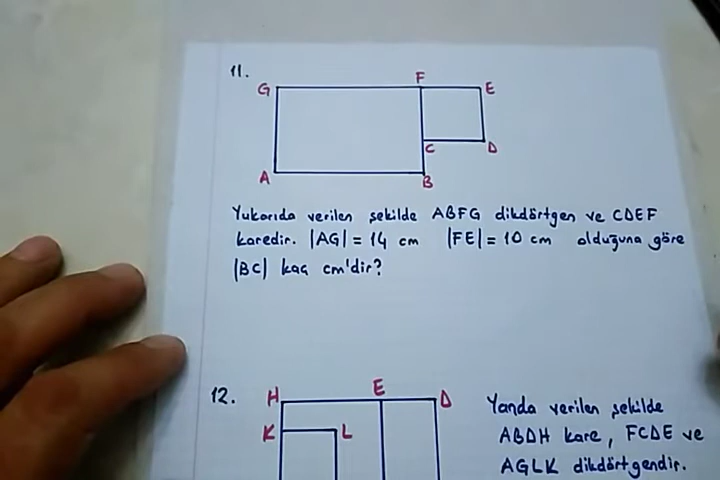 11.
G F E
C D
A B
Yukarıda verilen şekilde ABFG dikdörtgen ve CDEF
karedir. |AG| = 14 cm |FE| = 10 cm olduğuna göre
|BC| kaç cm'dir?
12. H E D
K L
Yanda verilen şekilde
ABDH kare, FCDE ve
AGLK dikdörtgendir.